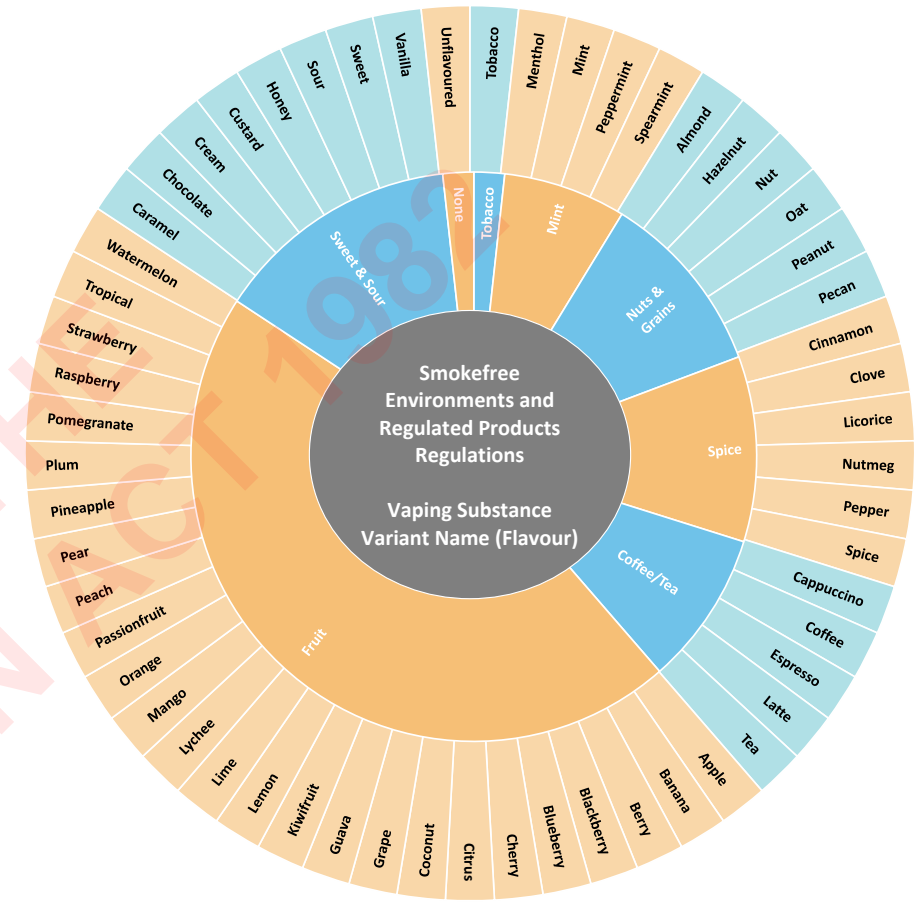 Smokefree
Environments and
Regulated Products
Regulations
Vaping Substance
Variant Name (Flavour)
None
Tobacco
Mint
Nuts &
Grains
Spice
Coffee/Tea
Fruit
Sweet & Sour
Unflavoured
Tobacco
Menthol
Mint
Peppermint
Spearmint
Almond
Hazelnut
Nut
Oat
Peanut
Pecan
Cinnamon
Clove
Licorice
Nutmeg
Pepper
Spice
Cappuccino
Coffee
Espresso
Latte
Tea
Apple
Banana
Berry
Blackberry
Blueberry
Cherry
Citrus
Coconut
Grape
Guava
Kiwifruit
Lemon
Lime
Lychee
Mango
Orange
Passionfruit
Peach
Pear
Pineapple
Plum
Pomegranate
Raspberry
Strawberry
Tropical
Watermelon
Caramel
Chocolate
Cream
Custard
Honey
Sour
Sweet
Vanilla
THE
N ACT 1982